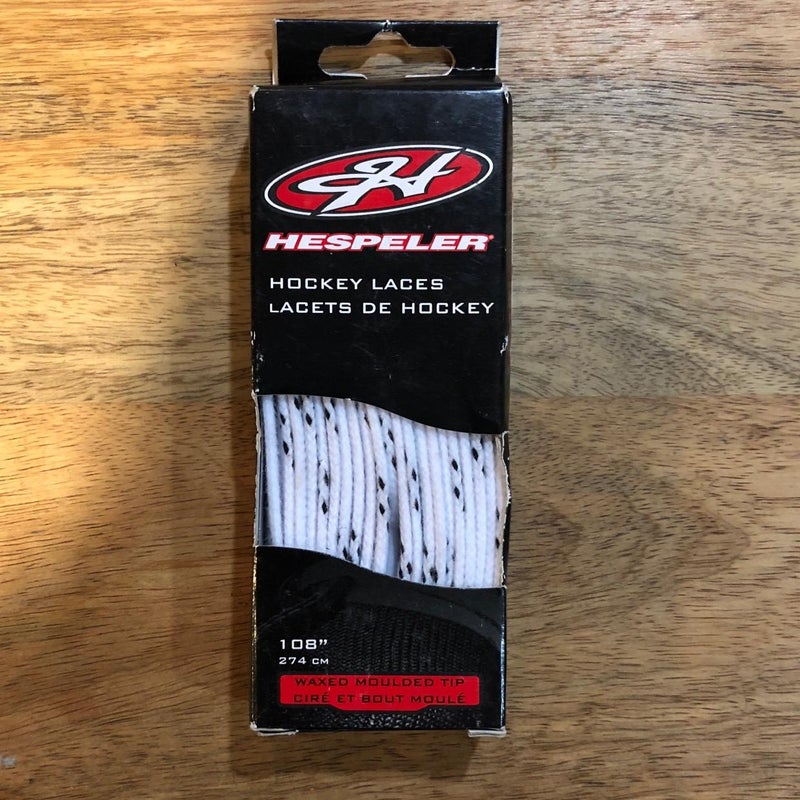 H
HESPELER
HOCKEY LACES
LACETS DE HOCKEY
108”
274 CM
WAXED MOULDED TIP
CIRÉ ET BOUT MOULÉ